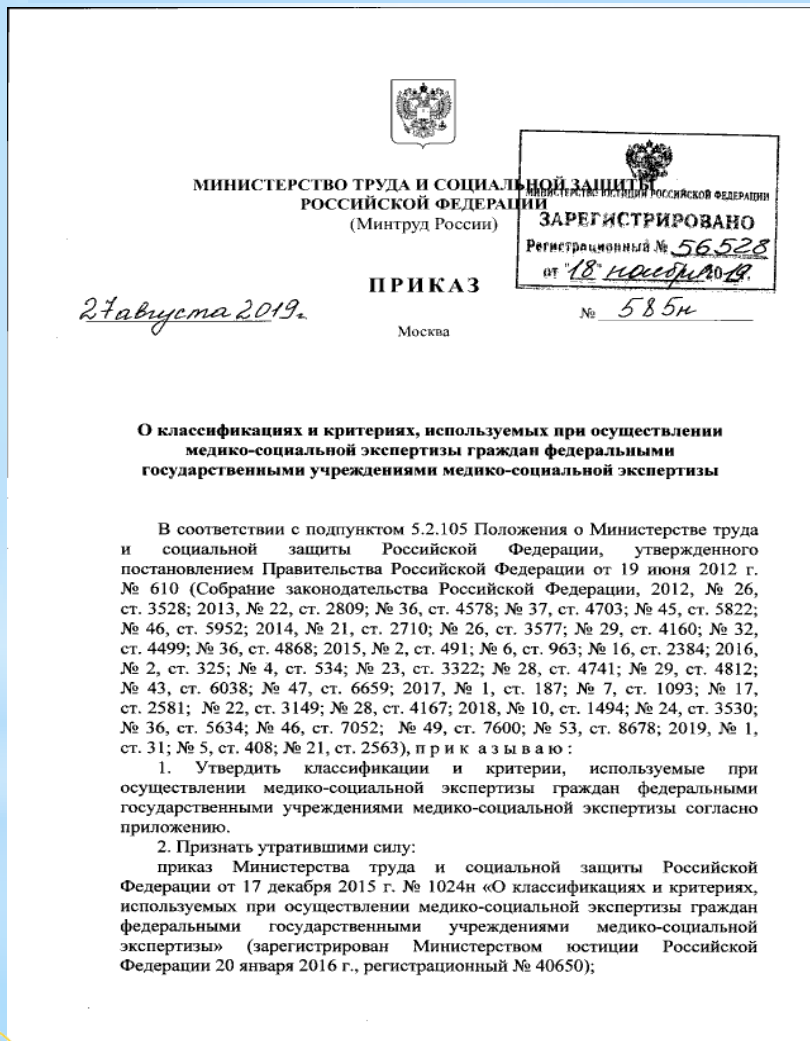 МИНИСТЕРСТВО ТРУДА И СОЦИАЛЬНОЙ ЗАЩИТЫ
РОССИЙСКОЙ ФЕДЕРАЦИИ
(Минтруд России)
МИНИСТЕРСТВО ЮСТИЦИИ РОССИЙСКОЙ ФЕДЕРАЦИИ
ЗАРЕГИСТРИРОВАНО
Регистрационный № 56528
от "18" ноября 2019.
ПРИКАЗ
27 августа 2019г.
№ 585н
Москва
О классификациях и критериях, используемых при осуществлении
медико-социальной экспертизы граждан федеральными
государственными учреждениями медико-социальной экспертизы
В соответствии с подпунктом 5.2.105 Положения о Министерстве труда
и социальной защиты Российской Федерации, утвержденного
постановлением Правительства Российской Федерации от 19 июня 2012 г.
№ 610 (Собрание законодательства Российской Федерации, 2012, № 26,
ст. 3528; 2013, № 22, ст. 2809; № 36, ст. 4578; № 37, ст. 4703; № 45, ст. 5822;
№ 46, ст. 5952; 2014, № 21, ст. 2710; № 26, ст. 3577; № 29, ст. 4160; № 32,
ст. 4499; № 36, ст. 4868; 2015, № 2, ст. 491; № 6, ст. 963; № 16, ст. 2384; 2016,
№ 2, ст. 325; № 4, ст. 534; № 23, ст. 3322; № 28, ст. 4741; № 29, ст. 4812;
№ 43, ст. 6038; № 47, ст. 6659; 2017, № 1, ст. 187; № 7, ст. 1093; № 17,
ст. 2581; № 22, ст. 3149; № 28, ст. 4167; 2018, № 10, ст. 1494; № 24, ст. 3530;
№ 36, ст. 5634; № 46, ст. 7052; № 49, ст. 7600; № 53, ст. 8678; 2019, № 1,
ст. 31; № 5, ст. 408; № 21, ст. 2563), п р и к а з ы в а ю :
1. Утвердить классификации и критерии, используемые при
осуществлении медико-социальной экспертизы граждан федеральными
государственными учреждениями медико-социальной экспертизы согласно
приложению.
2. Признать утратившими силу:
приказ Министерства труда и социальной защиты Российской
Федерации от 17 декабря 2015 г. № 1024н «О классификациях и критериях,
используемых при осуществлении медико-социальной экспертизы граждан
федеральными государственными учреждениями медико-социальной
экспертизы» (зарегистрирован Министерством юстиции Российской
Федерации 20 января 2016 г., регистрационный № 40650);